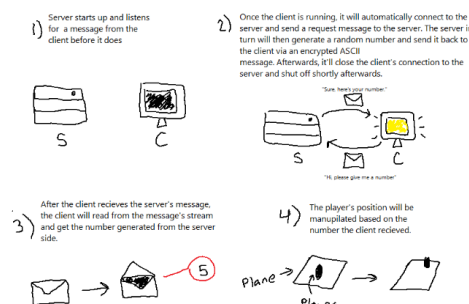 1)
Server starts up and listens
for a message from the
client before it does
S
C
2)
Once the client is running, it will automatically connect to the
server and send a request message to the server. The server i
turn will then generate a random number and send it back to
the client via an encrypted ASCII
message. Afterwards, it'll close the client's connection to the
server and shut off shortly afterwards.
"Sure, here's your number."
S
C
"Hi, please give me a number"
3)
After the client recieves the server's message,
the client will read from the message's stream
and get the number generated from the server
side.
5
4)
The player's position will be
manupilated based on the
number the client recieved.
Plane